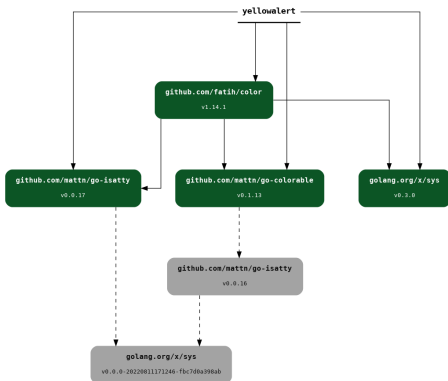 yellowalert
github.com/fatih/color
v1.14.1
github.com/mattn/go-isatty
v0.0.17
github.com/mattn/go-colorable
v0.1.13
golang.org/x/sys
v0.3.0
github.com/mattn/go-isatty
v0.0.16
golang.org/x/sys
v0.0.0-20220811171246-fbc7d0a398ab